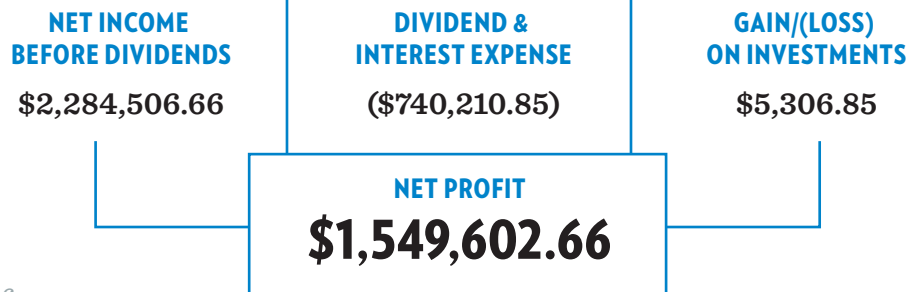 NET INCOME
BEFORE DIVIDENDS
$2,284,506.66
DIVIDEND &
INTEREST EXPENSE
($740,210.85)
GAIN/(LOSS)
ON INVESTMENTS
$5,306.85
NET PROFIT
$1,549,602.66